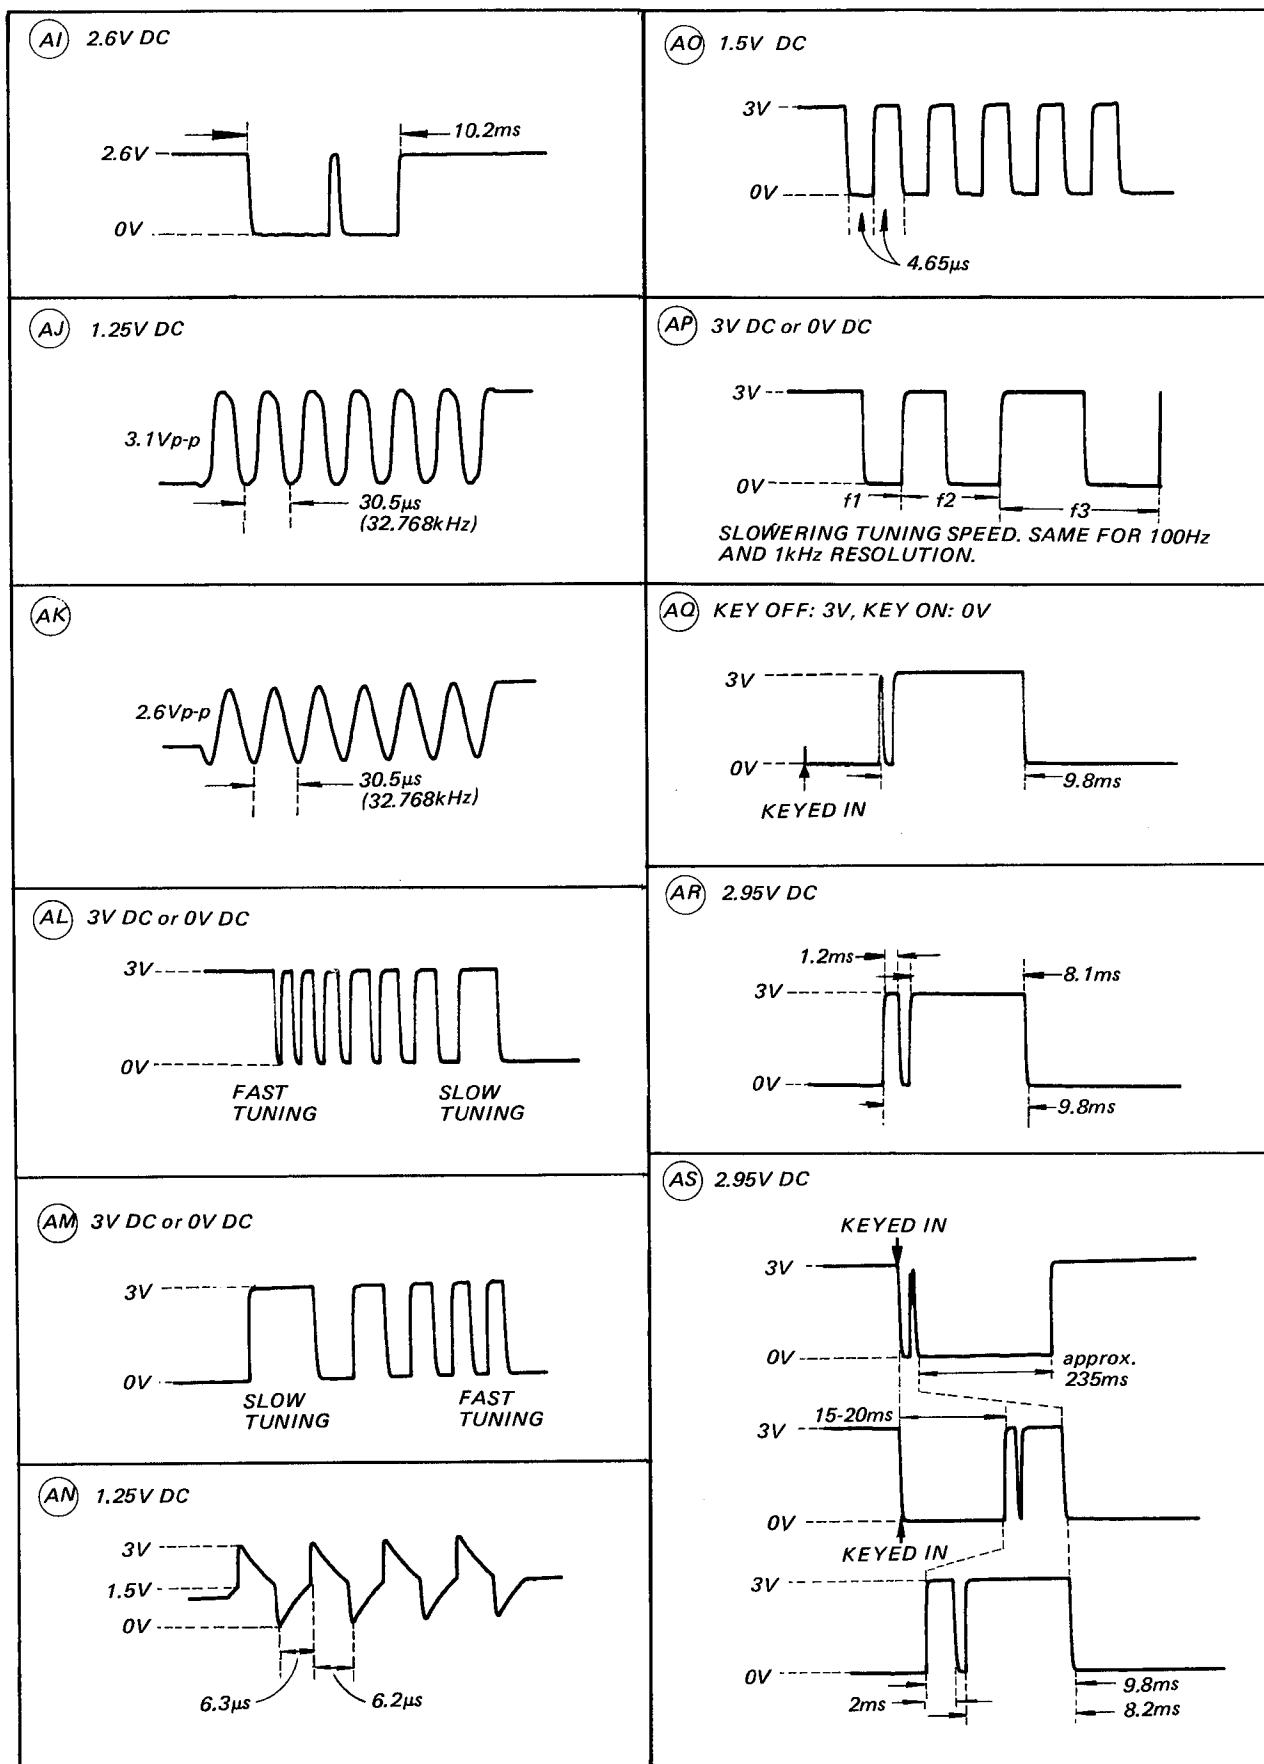 AI 2.6V DC
10.2ms
2.6V
0V
AJ 1.25V DC
3.1Vp-p
30.5μs
(32.768kHz)
AK
2.6Vp-p
30.5μs
(32.768kHz)
AL 3V DC or 0V DC
3V
0V
FAST
TUNING
SLOW
TUNING
AM 3V DC or 0V DC
3V
0V
SLOW
TUNING
FAST
TUNING
AN 1.25V DC
3V
1.5V
0V
6.3μs
6.2μs
AO 1.5V DC
3V
0V
4.65μs
AP 3V DC or 0V DC
3V
0V
f1
f2
f3
SLOWERING TUNING SPEED. SAME FOR 100Hz
AND 1kHz RESOLUTION.
AQ KEY OFF: 3V, KEY ON: 0V
3V
0V
9.8ms
KEYED IN
AR 2.95V DC
1.2ms
8.1ms
3V
0V
9.8ms
AS 2.95V DC
KEYED IN
3V
0V
approx.
235ms
15-20ms
3V
0V
KEYED IN
3V
0V
9.8ms
2ms
8.2ms